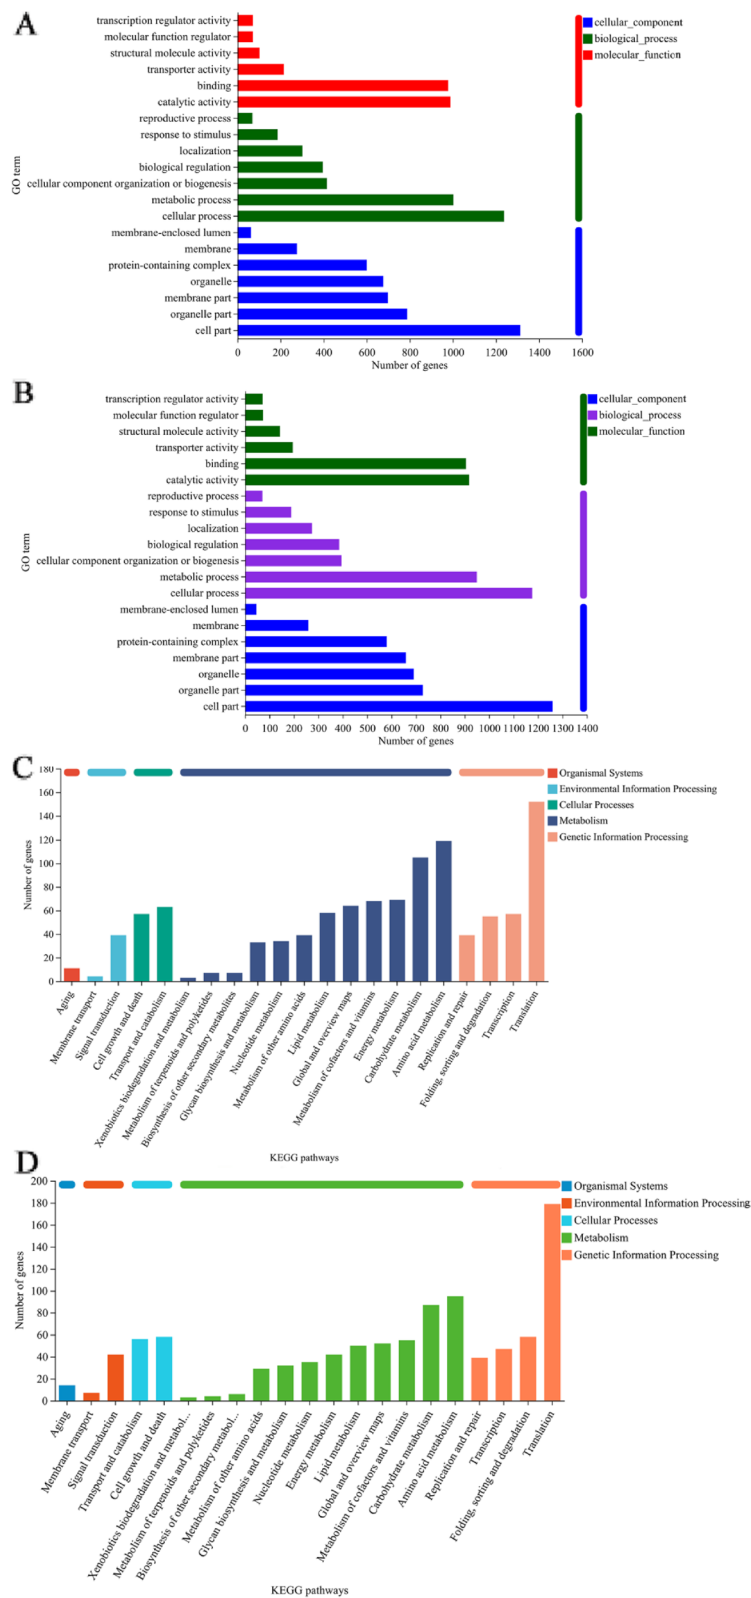 A
transcription regulator activity
molecular function regulator
structural molecule activity
transporter activity
binding
catalytic activity
reproductive process
response to stimulus
localization
biological regulation
cellular component organization or biogenesis
metabolic process
cellular process
membrane-enclosed lumen
membrane
protein-containing complex
organelle
membrane part
organelle part
cell part
GO term
0 200 400 600 800 1000 1200 1400 1600
Number of genes
cellular_component
biological_process
molecular_function
B
transcription regulator activity
molecular function regulator
structural molecule activity
transporter activity
binding
catalytic activity
reproductive process
response to stimulus
localization
biological regulation
cellular component organization or biogenesis
metabolic process
cellular process
membrane-enclosed lumen
membrane
protein-containing complex
membrane part
organelle
organelle part
cell part
GO term
0 100 200 300 400 500 600 700 800 900 1000 1100 1200 1300 1400
Number of genes
cellular_component
biological_process
molecular_function
C
180
160
140
120
100
80
60
40
20
0
Number of genes
Organismal Systems
Environmental Information Processing
Cellular Processes
Metabolism
Genetic Information Processing
Aging
Membrane transport
Signal transduction
Cell growth and death
Transport and catabolism
Xenobiotics biodegradation and metabolism
Metabolism of terpenoids and polyketides
Biosynthesis of other secondary metabolites
Glycan biosynthesis and metabolism
Nucleotide metabolism
Metabolism of other amino acids
Lipid metabolism
Global and overview maps
Metabolism of cofactors and vitamins
Energy metabolism
Carbohydrate metabolism
Amino acid metabolism
Replication and repair
Folding, sorting and degradation
Transcription
Translation
KEGG pathways
D
200
180
160
140
120
100
80
60
40
20
0
Number of genes
Organismal Systems
Environmental Information Processing
Cellular Processes
Metabolism
Genetic Information Processing
Aging
Membrane transport
Signal transduction
Transport and catabolism
Cell growth and death
Xenobiotics biodegradation and metabol...
Metabolism of terpenoids and polyketides
Biosynthesis of other secondary metabol...
Metabolism of other amino acids
Glycan biosynthesis and metabolism
Nucleotide metabolism
Energy metabolism
Lipid metabolism
Global and overview maps
Metabolism of cofactors and vitamins
Carbohydrate metabolism
Amino acid metabolism
Replication and repair
Transcription
Folding, sorting and degradation
Translation
KEGG pathways